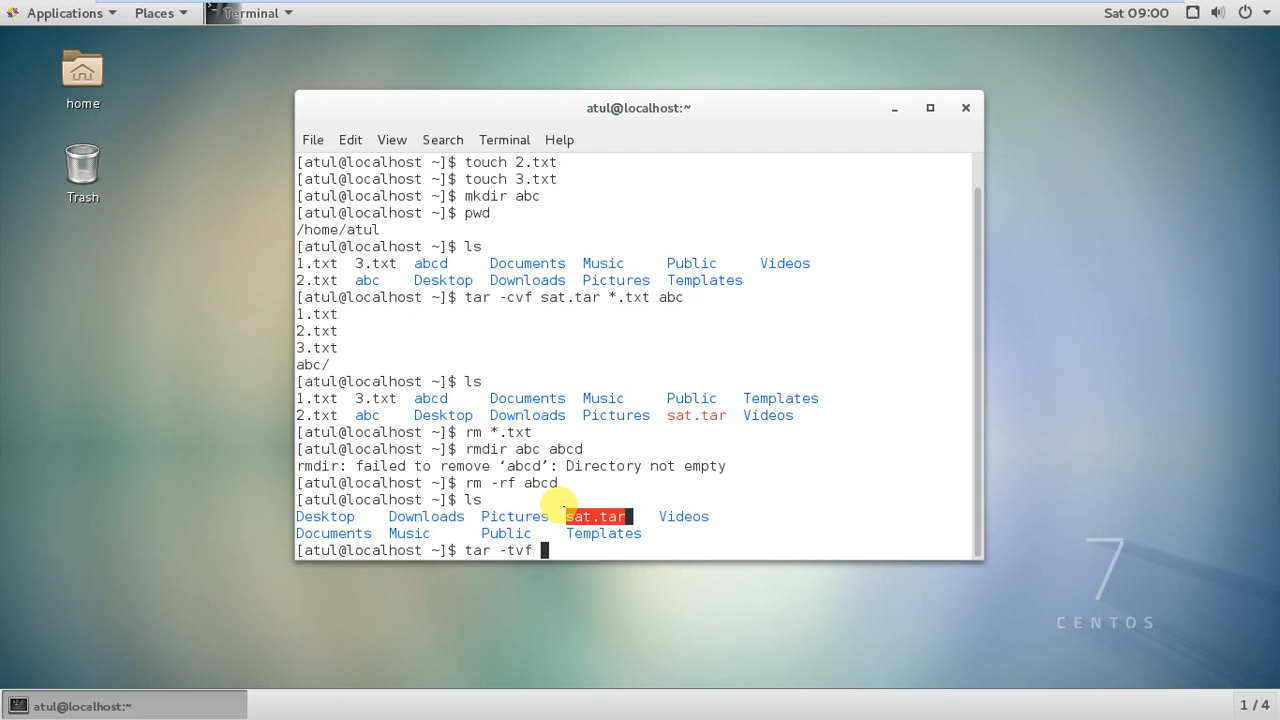 Applications Places Terminal Sat 09:00
home
Trash
atul@localhost:~
File Edit View Search Terminal Help
[atul@localhost ~]$ touch 2.txt
[atul@localhost ~]$ touch 3.txt
[atul@localhost ~]$ mkdir abc
[atul@localhost ~]$ pwd
/home/atul
[atul@localhost ~]$ ls
1.txt 3.txt abcd Documents Music Public Videos
2.txt abc Desktop Downloads Pictures Templates
[atul@localhost ~]$ tar -cvf sat.tar *.txt abc
1.txt
2.txt
3.txt
abc/
[atul@localhost ~]$ ls
1.txt 3.txt abcd Documents Music Public Templates
2.txt abc Desktop Downloads Pictures sat.tar Videos
[atul@localhost ~]$ rm *.txt
[atul@localhost ~]$ rmdir abc abcd
rmdir: failed to remove ‘abcd’: Directory not empty
[atul@localhost ~]$ rm -rf abcd
[atul@localhost ~]$ ls
Desktop Downloads Pictures sat.tar Videos
Documents Music Public Templates
[atul@localhost ~]$ tar -tvf
7
CENTOS
atul@localhost:~ 1 / 4